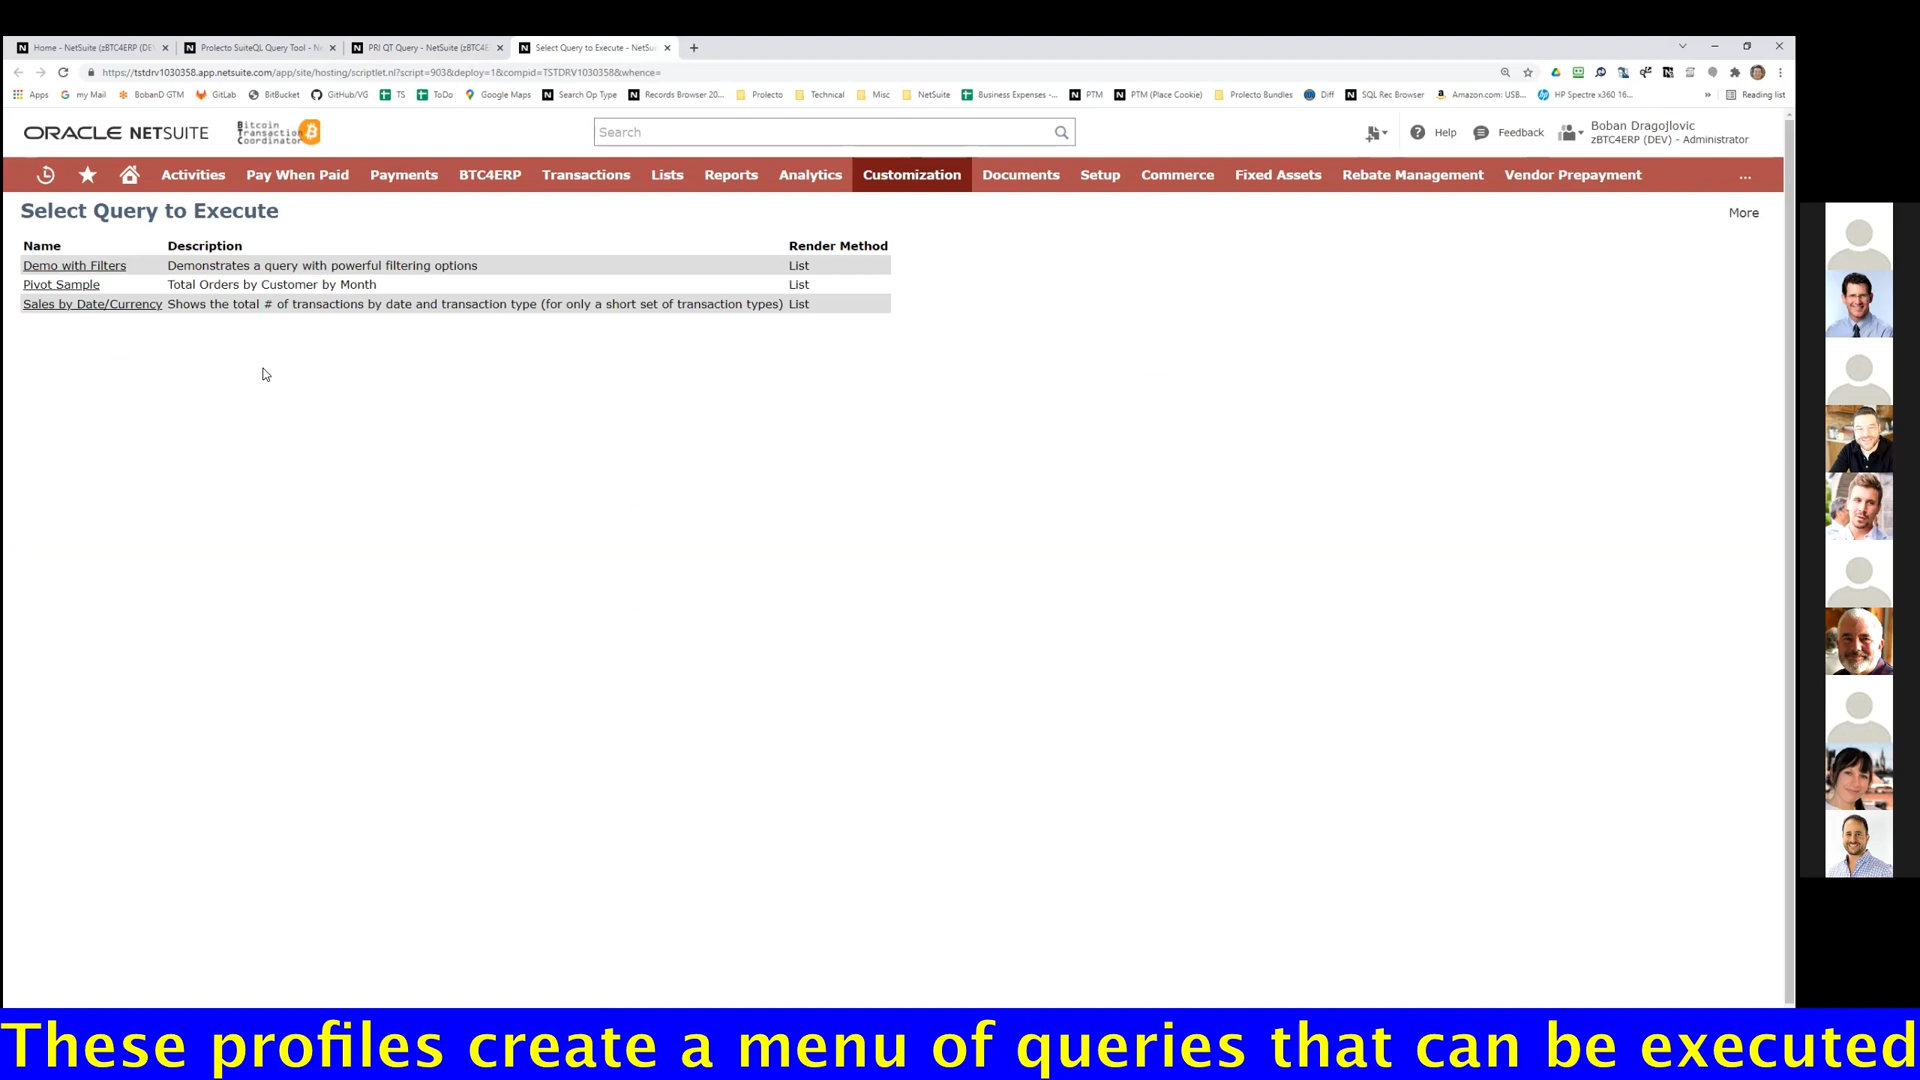 Home - NetSuite (zBTC4ERP (DE
Prolecto SuiteQL Query Tool - Ne
PRI QT Query - NetSuite (zBTC4E
Select Query to Execute - NetSui
https://tstdrv1030358.app.netsuite.com/app/site/hosting/scriptlet.nl?script=903&deploy=1&compid=TSTDRV1030358&whence=
Apps
my Mail
BobanD GTM
GitLab
BitBucket
GitHub/VG
TS
ToDo
Google Maps
Search Op Type
Records Browser 20...
Prolecto
Technical
Misc
NetSuite
Business Expenses -...
PTM
PTM (Place Cookie)
Prolecto Bundles
Diff
SQL Rec Browser
Amazon.com: USB...
HP Spectre x360 16...
»
Reading list
ORACLE NETSUITE
Bitcoin
Transaction
Coordinator
Search
Help
Feedback
Boban Dragojlovic
zBTC4ERP (DEV) - Administrator
Activities
Pay When Paid
Payments
BTC4ERP
Transactions
Lists
Reports
Analytics
Customization
Documents
Setup
Commerce
Fixed Assets
Rebate Management
Vendor Prepayment
...
Select Query to Execute
More
Name Description Render Method
Demo with Filters Demonstrates a query with powerful filtering options List
Pivot Sample Total Orders by Customer by Month List
Sales by Date/Currency Shows the total # of transactions by date and transaction type (for only a short set of transaction types) List
These profiles create a menu of queries that can be executed